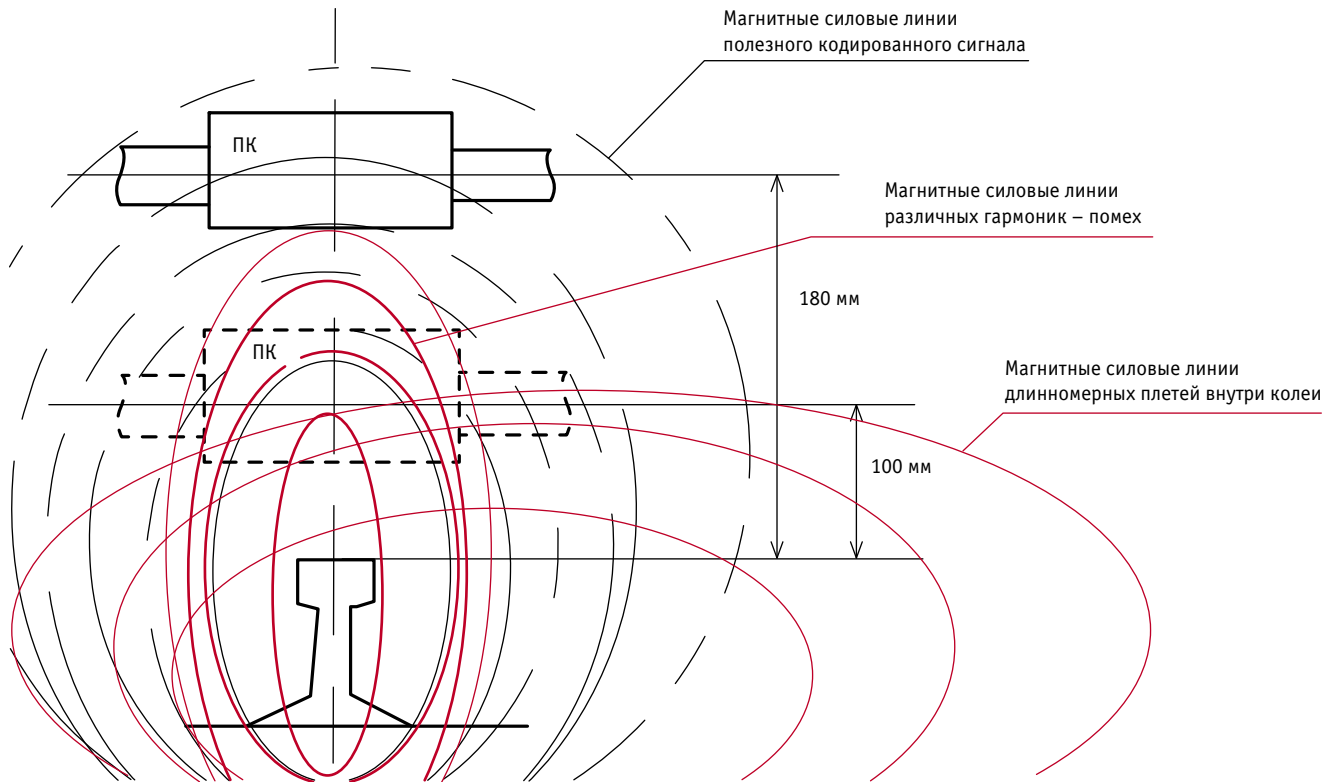 Магнитные силовые линии
полезного кодированного сигнала
ПК
Магнитные силовые линии
различных гармоник – помех
180 мм
ПК
Магнитные силовые линии
длинномерных плетей внутри колеи
100 мм